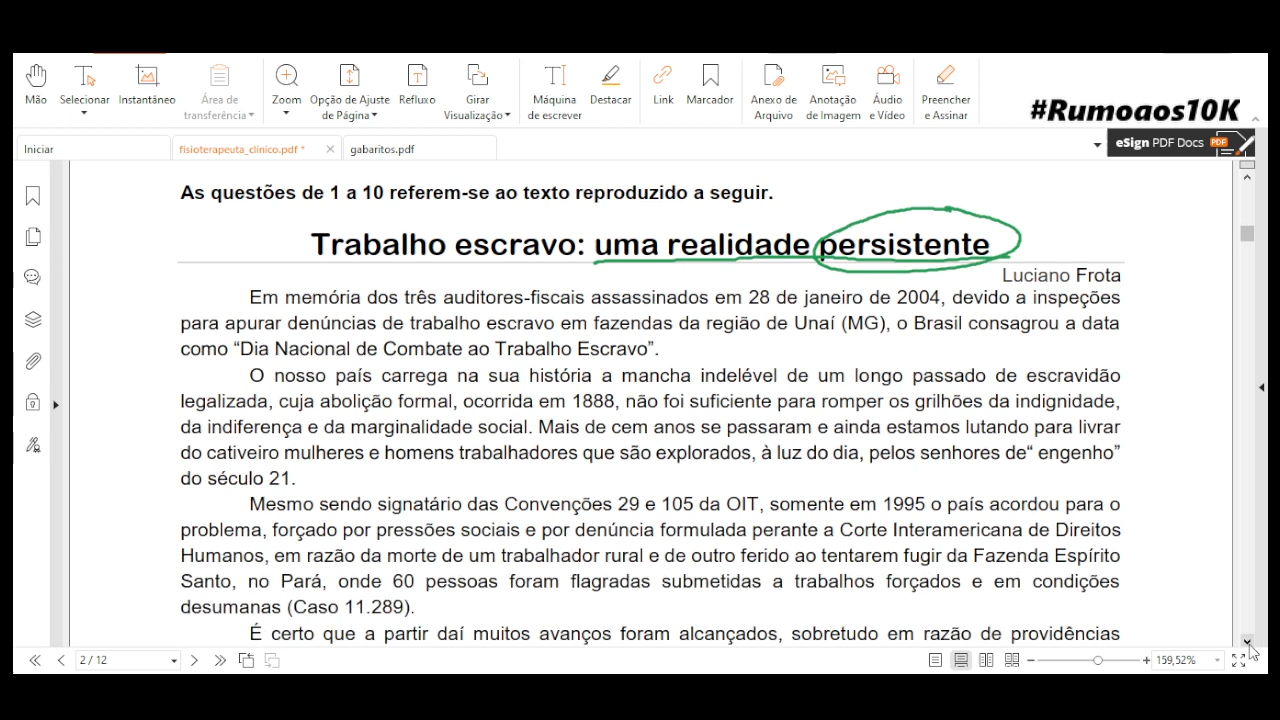 Mão
Selecionar
Instantâneo
Área de
transferência
Zoom
Opção de Ajuste
de Página
Refluxo
Girar
Visualização
Máquina
de escrever
Destacar
Link
Marcador
Anexo de
Arquivo
Anotação
de Imagem
Áudio
e Vídeo
Preencher
e Assinar
#Rumoaos10K
Iniciar
fisioterapeuta_clínico.pdf *
gabaritos.pdf
eSign PDF Docs
PDF
As questões de 1 a 10 referem-se ao texto reproduzido a seguir.
Trabalho escravo: uma realidade persistente
Luciano Frota
Em memória dos três auditores-fiscais assassinados em 28 de janeiro de 2004, devido a inspeções
para apurar denúncias de trabalho escravo em fazendas da região de Unaí (MG), o Brasil consagrou a data
como “Dia Nacional de Combate ao Trabalho Escravo”.
O nosso país carrega na sua história a mancha indelével de um longo passado de escravidão
legalizada, cuja abolição formal, ocorrida em 1888, não foi suficiente para romper os grilhões da indignidade,
da indiferença e da marginalidade social. Mais de cem anos se passaram e ainda estamos lutando para livrar
do cativeiro mulheres e homens trabalhadores que são explorados, à luz do dia, pelos senhores de“ engenho”
do século 21.
Mesmo sendo signatário das Convenções 29 e 105 da OIT, somente em 1995 o país acordou para o
problema, forçado por pressões sociais e por denúncia formulada perante a Corte Interamericana de Direitos
Humanos, em razão da morte de um trabalhador rural e de outro ferido ao tentarem fugir da Fazenda Espírito
Santo, no Pará, onde 60 pessoas foram flagradas submetidas a trabalhos forçados e em condições
desumanas (Caso 11.289).
É certo que a partir daí muitos avanços foram alcançados, sobretudo em razão de providências
2 / 12
159,52%